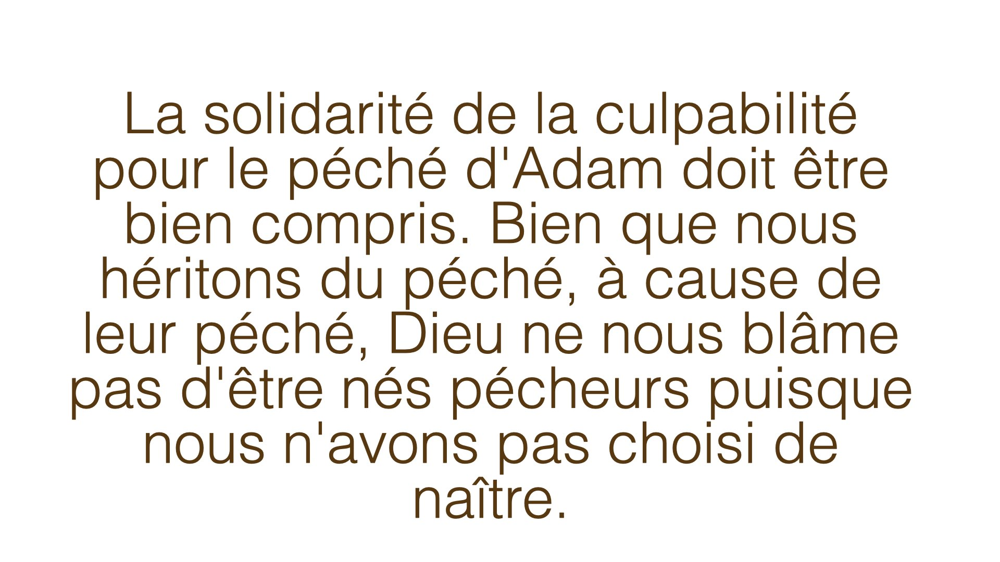 La solidarité de la culpabilité
pour le péché d'Adam doit être
bien compris. Bien que nous
héritons du péché, à cause de
leur péché, Dieu ne nous blâme
pas d'être nés pécheurs puisque
nous n'avons pas choisi de
naître.